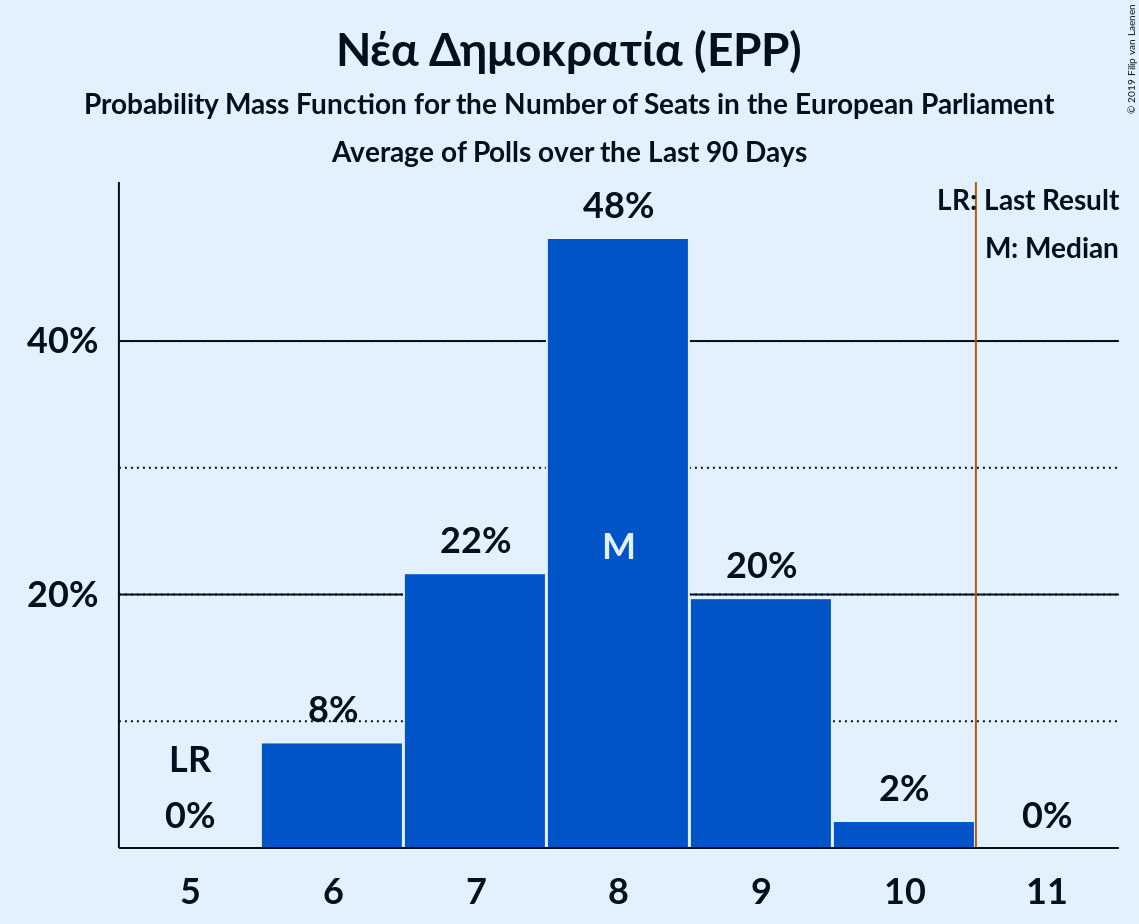 Νέα Δημοκρατία (EPP)
Probability Mass Function for the Number of Seats in the European Parliament
Average of Polls over the Last 90 Days
© 2019 Filip van Laenen
LR: Last Result
M: Median
48%
40%
22%
M
20%
20%
8%
LR
0%
2%
0%
5 6 7 8 9 10 11